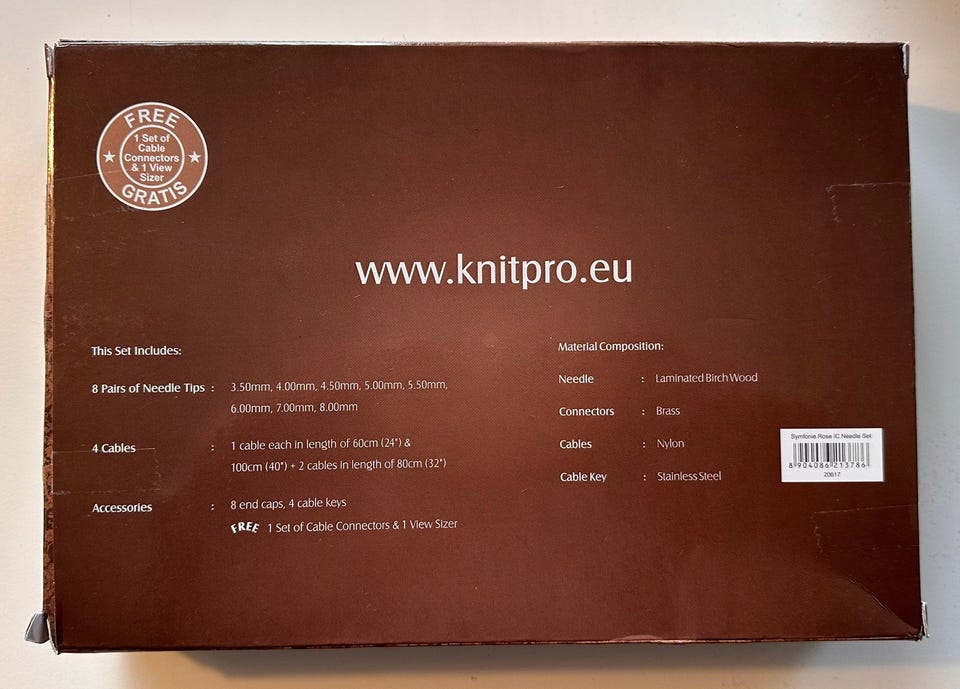 FREE
1 Set of
Cable
Connectors
& 1 View
Sizer
GRATIS
www.knitpro.eu
This Set Includes:
8 Pairs of Needle Tips : 3.50mm, 4.00mm, 4.50mm, 5.00mm, 5.50mm,
6.00mm, 7.00mm, 8.00mm
4 Cables : 1 cable each in length of 60cm (24") &
100cm (40") + 2 cables in length of 80cm (32")
Accessories : 8 end caps, 4 cable keys
FREE 1 Set of Cable Connectors & 1 View Sizer
Material Composition:
Needle : Laminated Birch Wood
Connectors : Brass
Cables : Nylon
Cable Key : Stainless Steel
Symfonie Rose IC Needle Set
8 904086 213786
20617